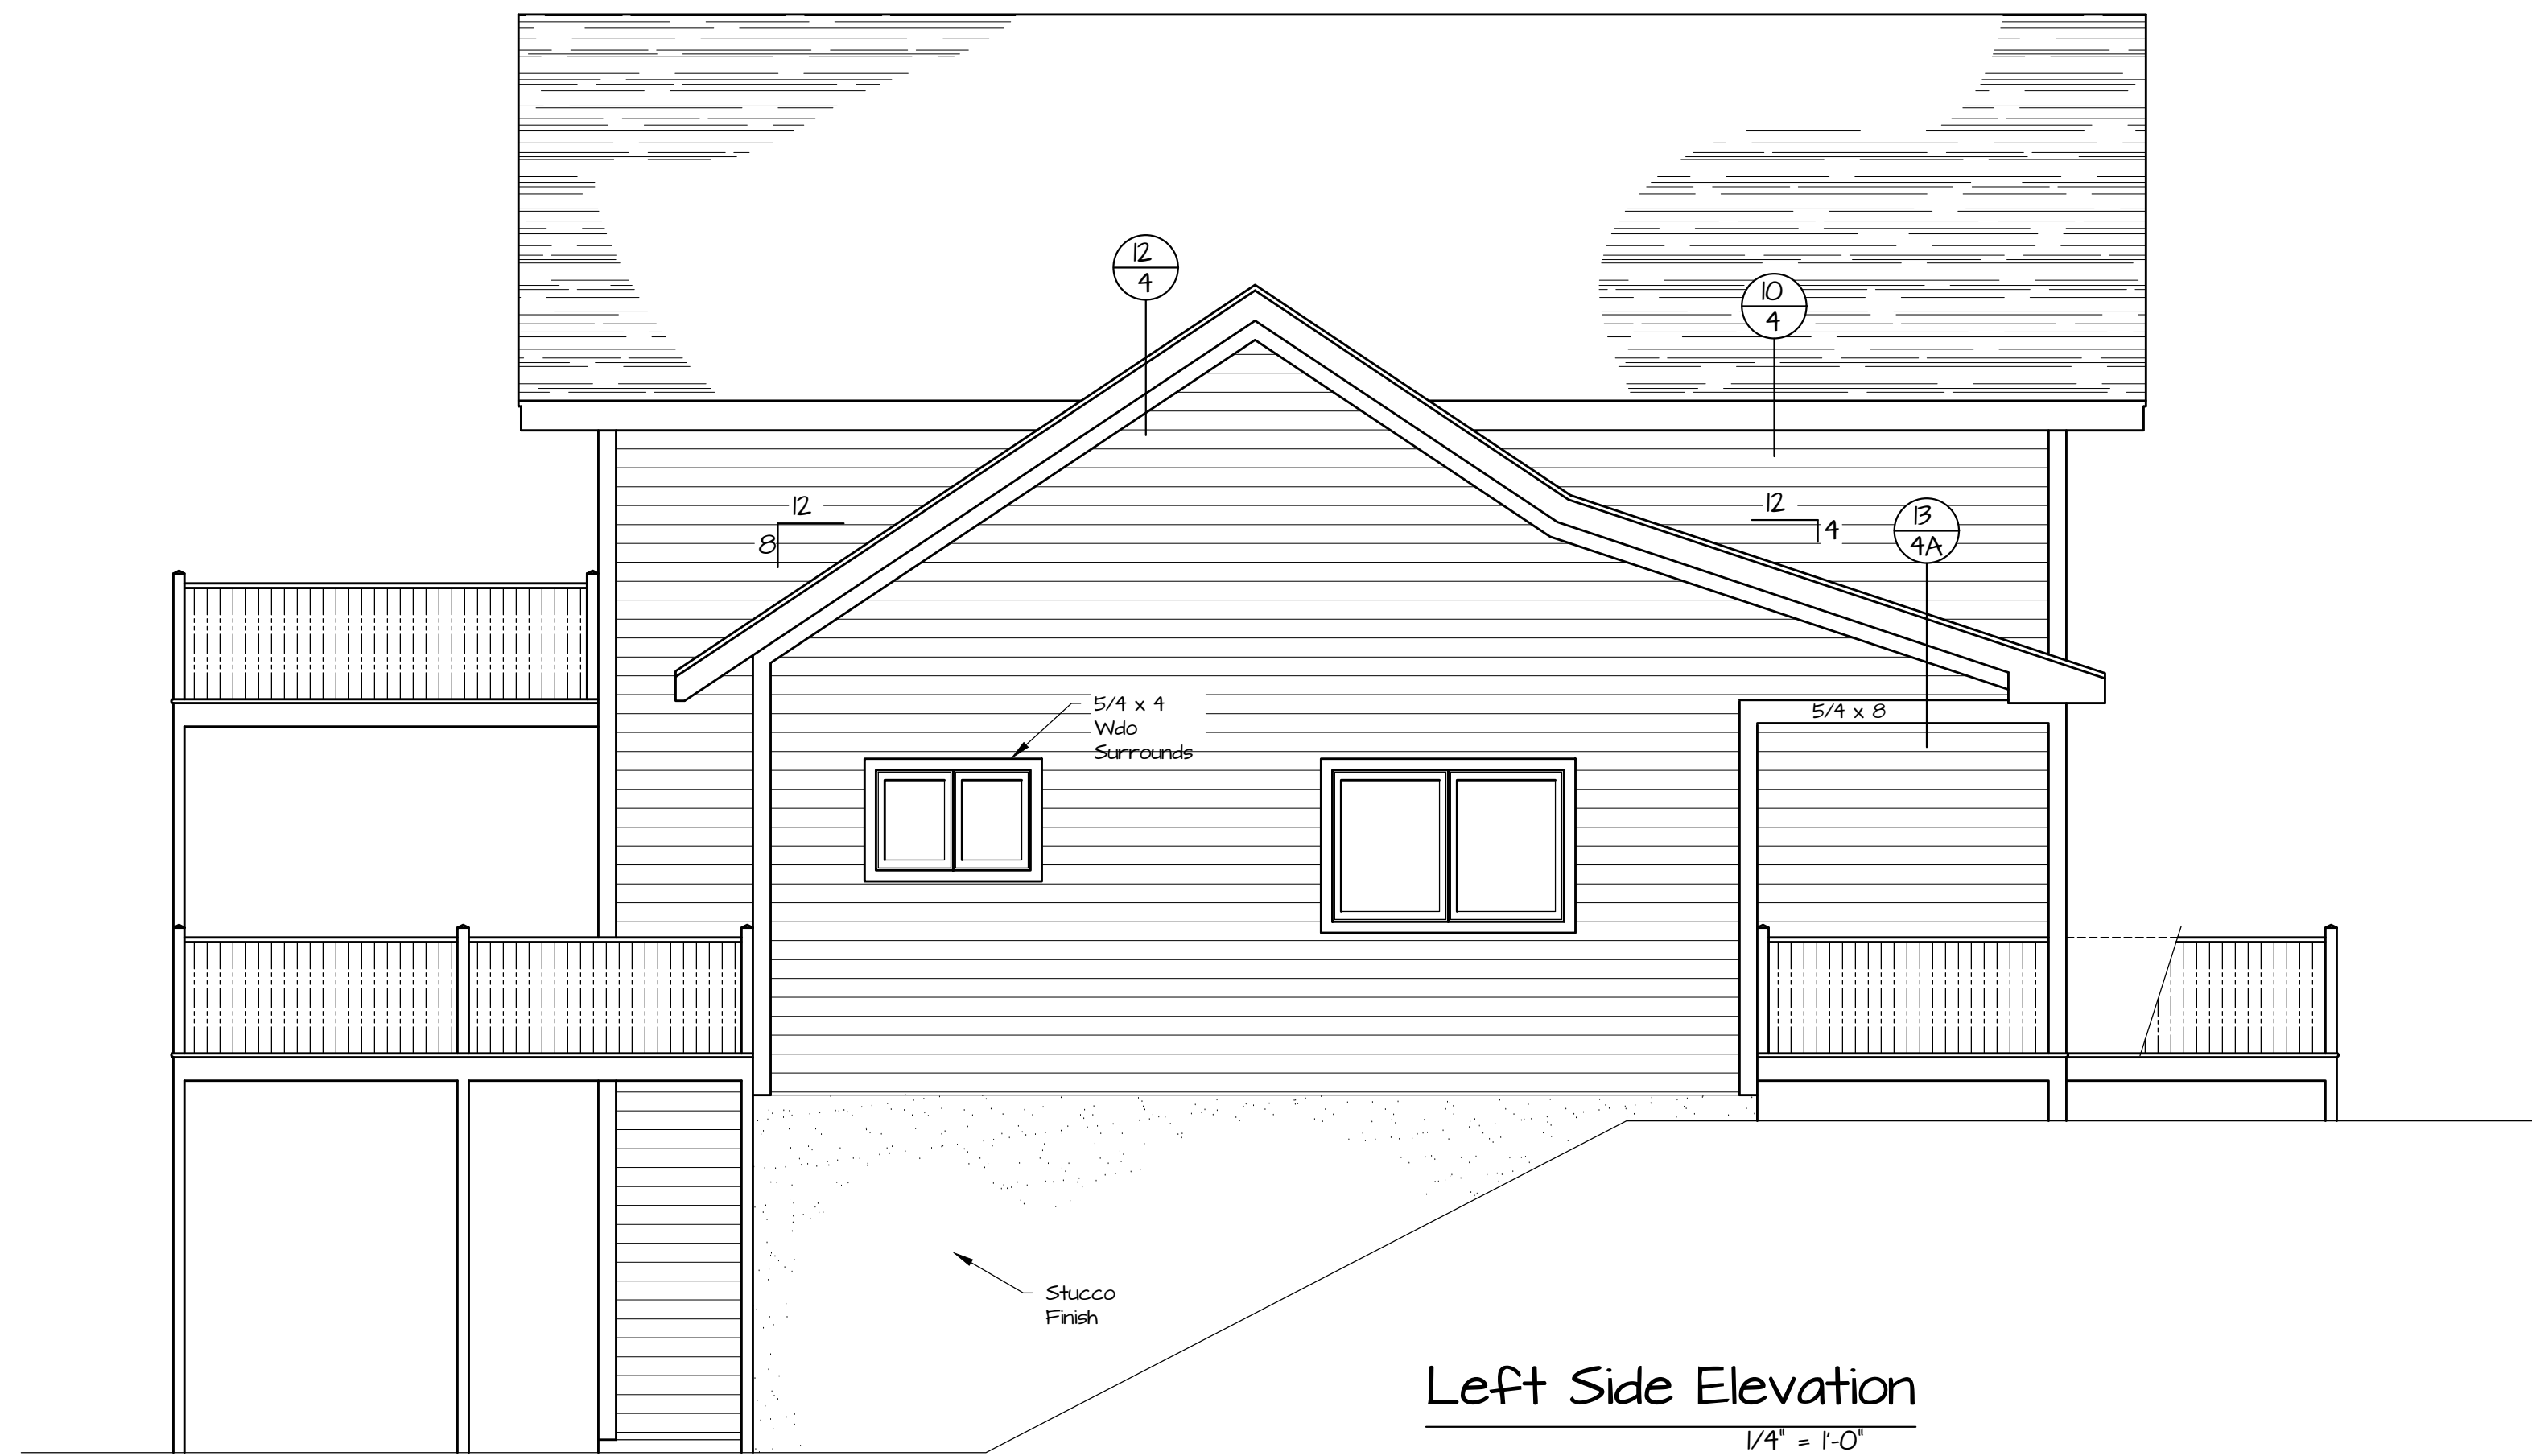 12
4
10
4
12
8
12
4
13
4A
5/4 x 4
Wdo
Surrounds
5/4 x 8
Stucco
Finish
Left Side Elevation
1/4" = 1'-0"